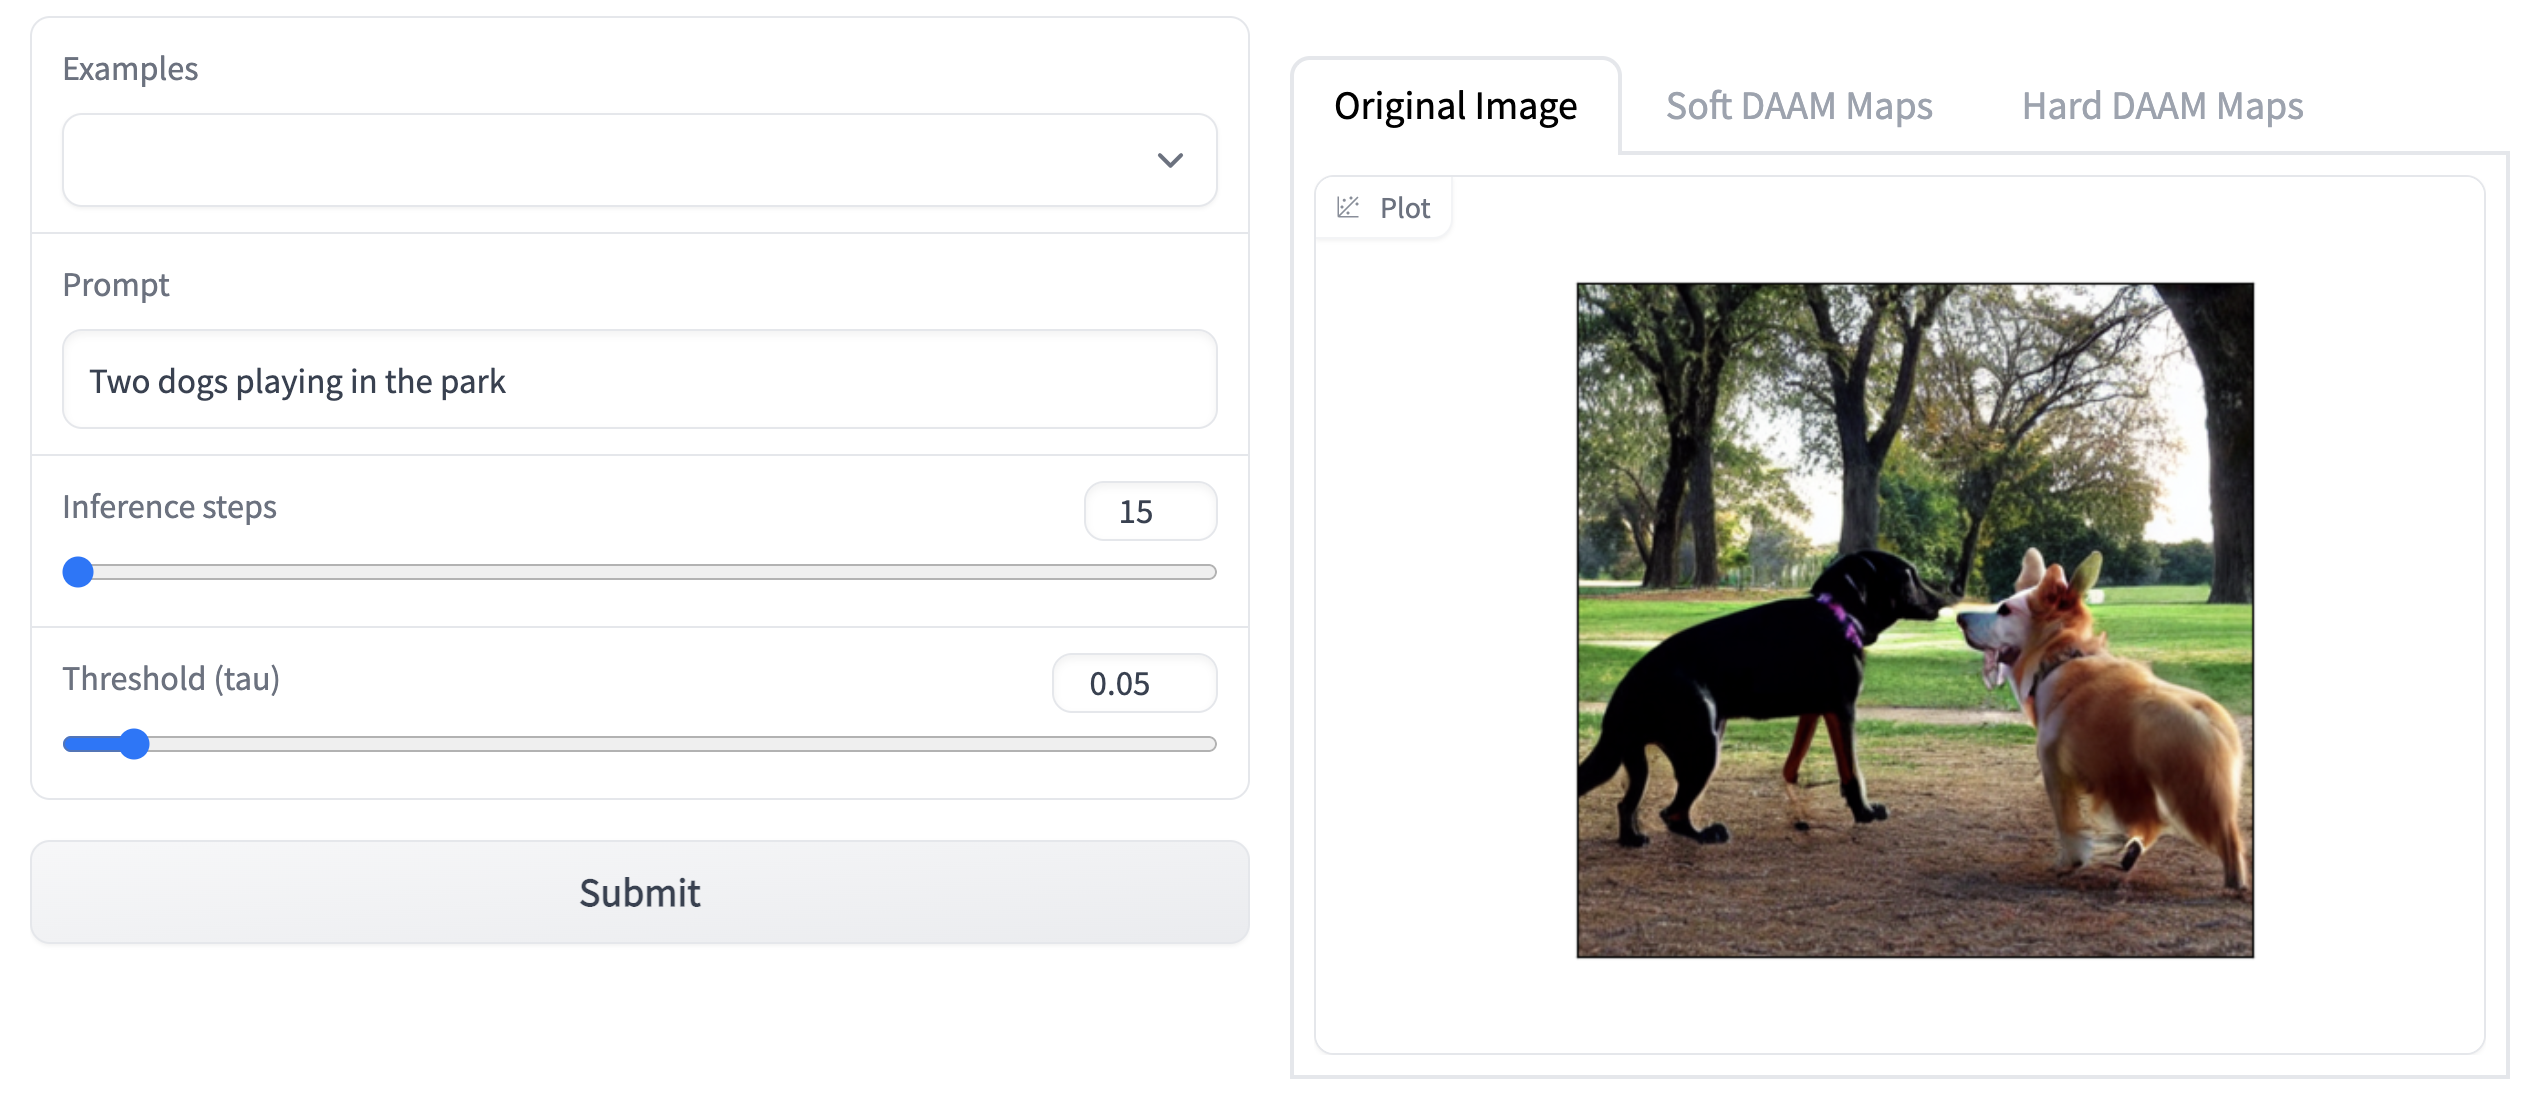 Examples
Prompt
Two dogs playing in the park
Inference steps
15
Threshold (tau)
0.05
Submit
Original Image
Soft DAAM Maps
Hard DAAM Maps
Plot